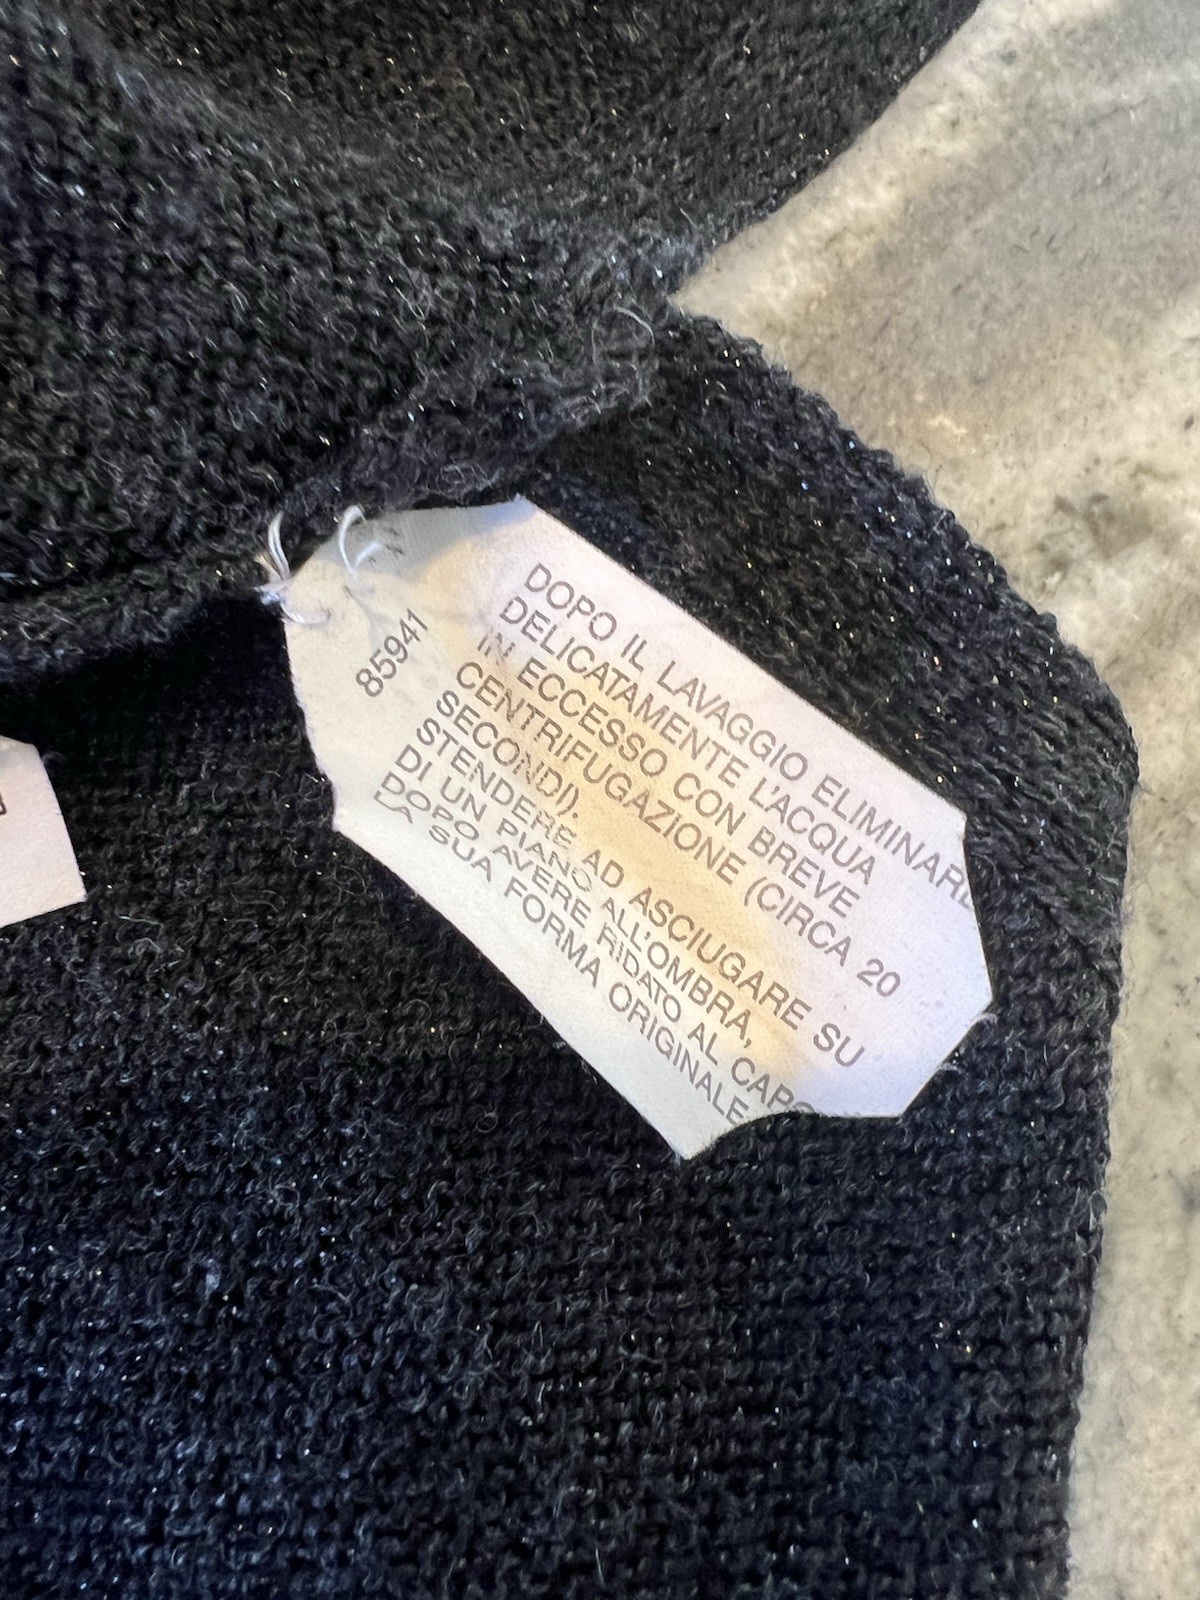 DOPO IL LAVAGGIO ELIMINARE
DELICATAMENTE L'ACQUA
IN ECCESSO CON BREVE
CENTRIFUGAZIONE (CIRCA 20
SECONDI).
STENDERE AD ASCIUGARE SU
DI UN PIANO ALL'OMBRA,
DOPO AVERE RIDATO AL CAPO
LA SUA FORMA ORIGINALE
85941